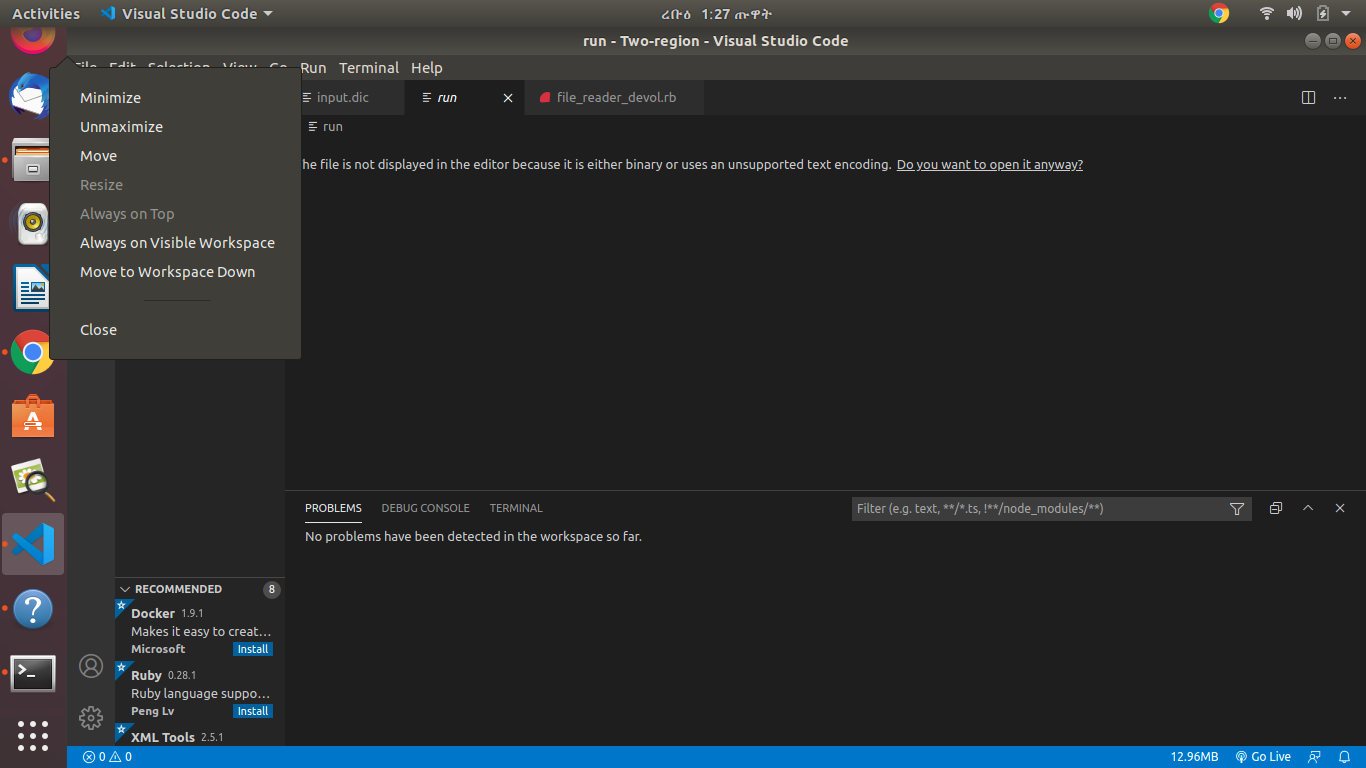 Activities Visual Studio Code ረቡዕ 1:27 ጡዋት
run - Two-region - Visual Studio Code
File Edit Selection View Go Run Terminal Help
Minimize
Unmaximize
Move
Resize
Always on Top
Always on Visible Workspace
Move to Workspace Down
Close
input.dic run file_reader_devol.rb
run
he file is not displayed in the editor because it is either binary or uses an unsupported text encoding. Do you want to open it anyway?
PROBLEMS DEBUG CONSOLE TERMINAL Filter (e.g. text, **/*.ts, !**/node_modules/**)
No problems have been detected in the workspace so far.
RECOMMENDED 8
Docker 1.9.1
Makes it easy to creat…
Microsoft Install
Ruby 0.28.1
Ruby language suppo…
Peng Lv Install
XML Tools 2.5.1
0 0 12.96MB Go Live